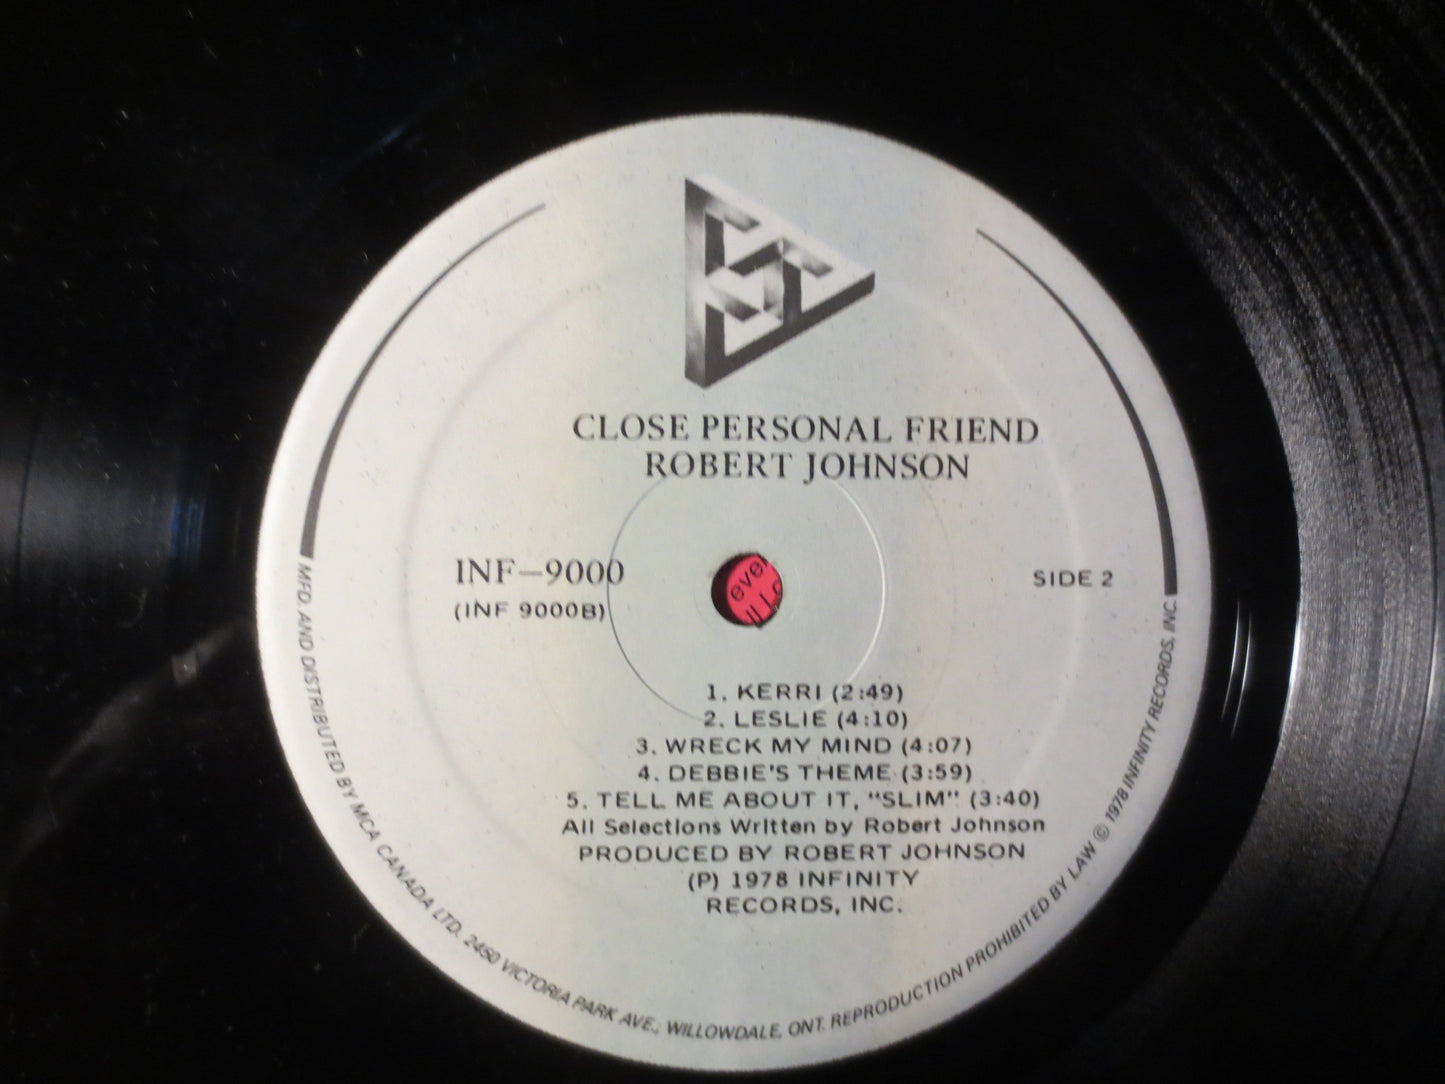 CLOSE PERSONAL FRIEND
ROBERT JOHNSON
INF–9000
(INF 9000B)
SIDE 2
1. KERRI (2:49)
2. LESLIE (4:10)
3. WRECK MY MIND (4:07)
4. DEBBIE'S THEME (3:59)
5. TELL ME ABOUT IT, "SLIM" (3:40)
All Selections Written by Robert Johnson
PRODUCED BY ROBERT JOHNSON
(P) 1978 INFINITY
RECORDS, INC.
MFD. AND DISTRIBUTED BY MCA CANADA LTD. 2450 VICTORIA PARK AVE., WILLOWDALE, ONT. REPRODUCTION PROHIBITED BY LAW © 1978 INFINITY RECORDS, INC.